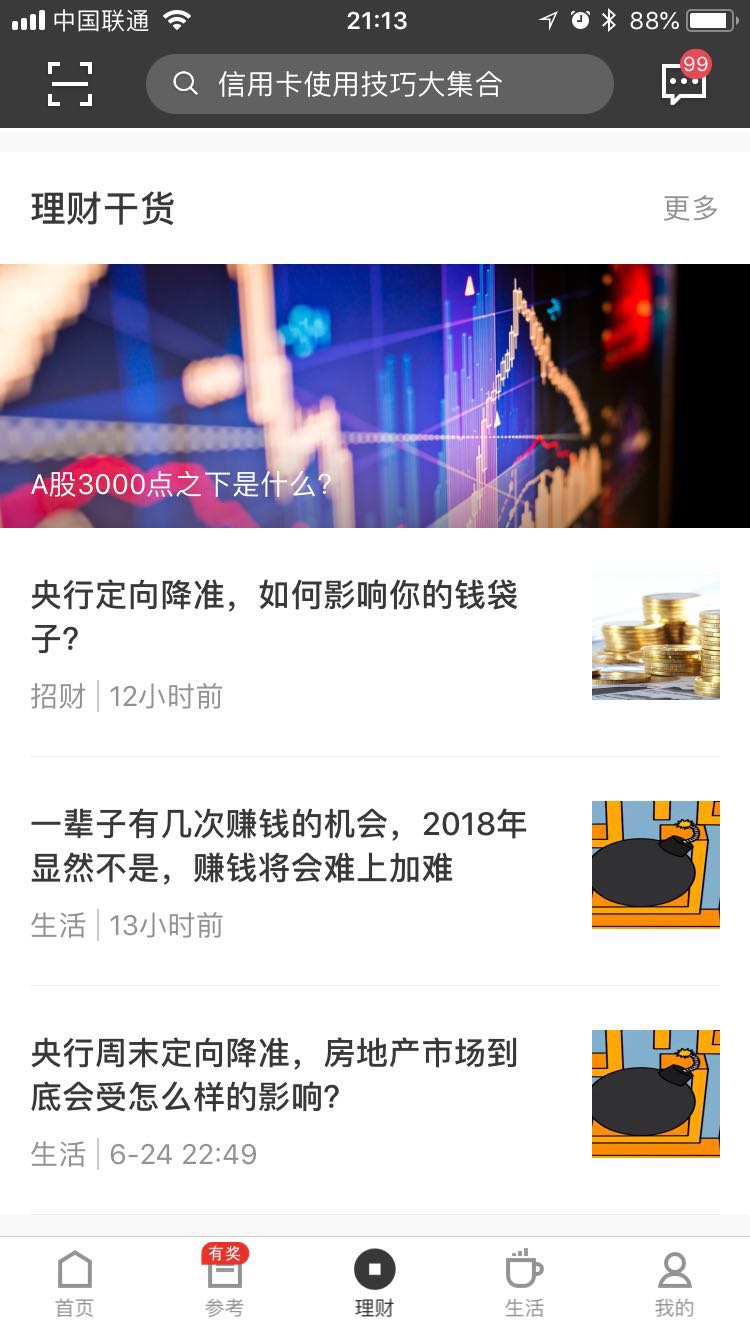 中国联通
21:13
88%
信用卡使用技巧大集合
99
理财干货
更多
A股3000点之下是什么?
央行定向降准，如何影响你的钱袋
子?
招财 | 12小时前
一辈子有几次赚钱的机会，2018年
显然不是，赚钱将会难上加难
生活 | 13小时前
央行周末定向降准，房地产市场到
底会受怎么样的影响?
生活 | 6-24 22:49
有奖
首页
参考
理财
生活
我的